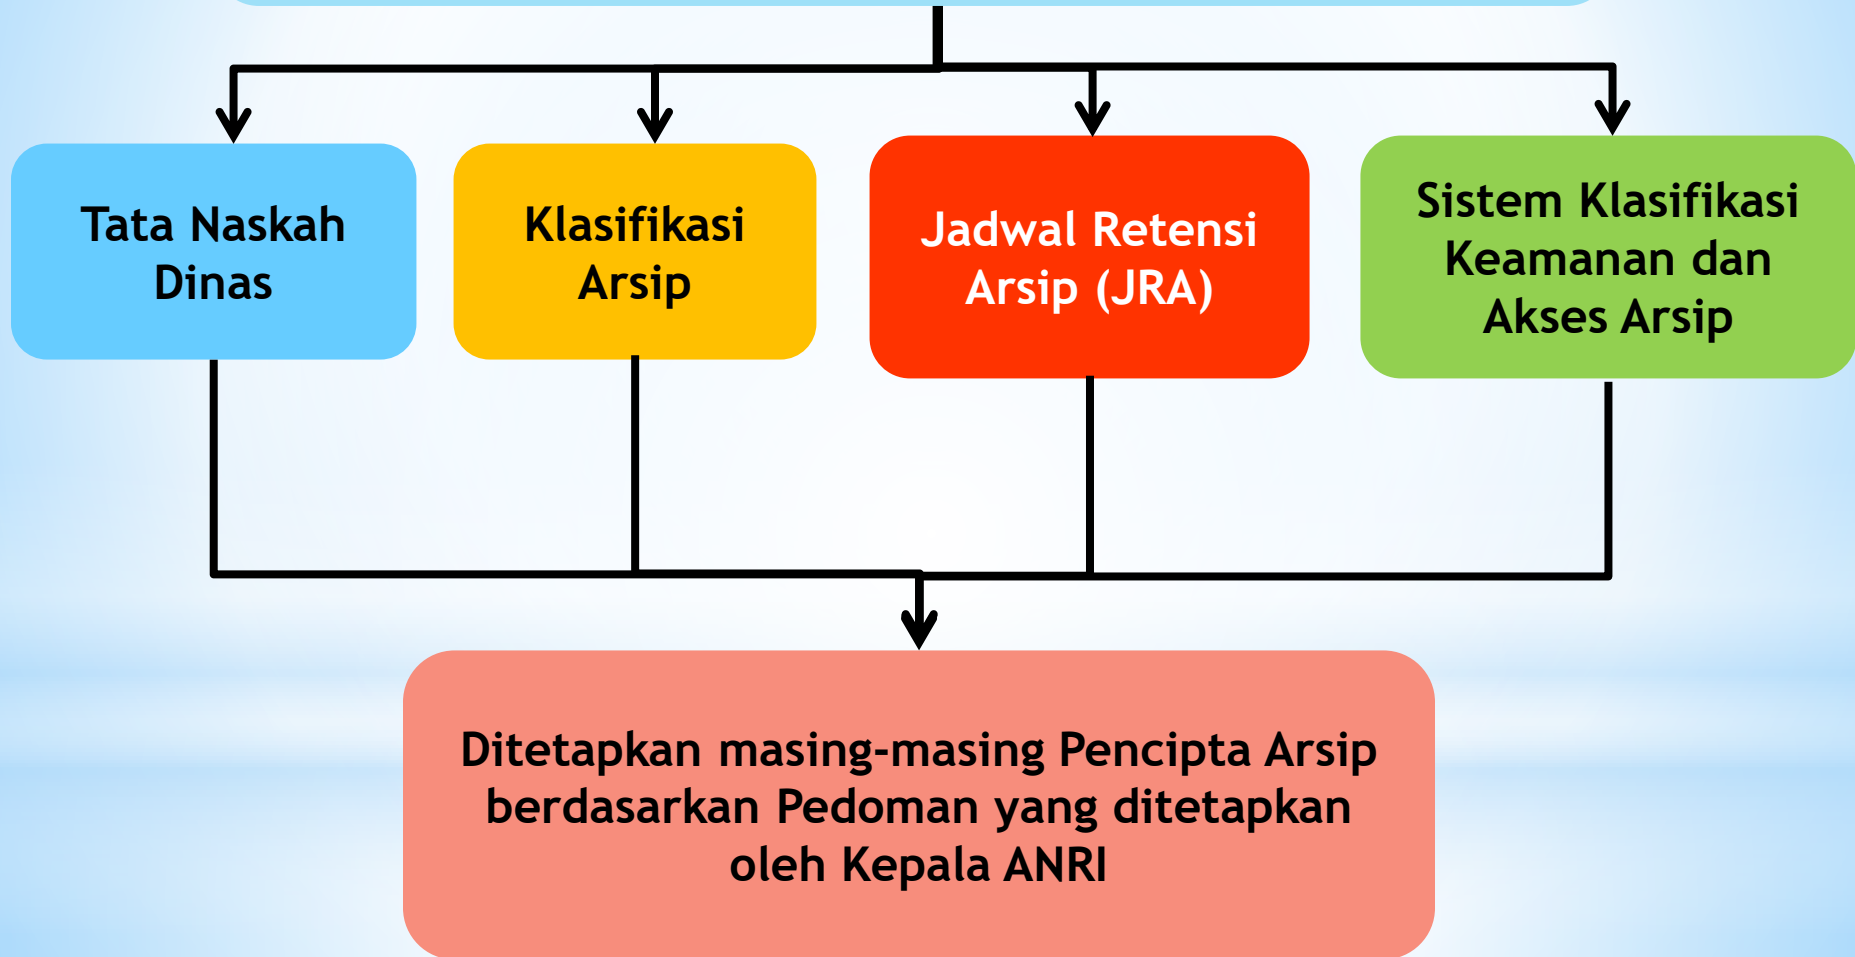 Tata Naskah
Dinas
Klasifikasi
Arsip
Jadwal Retensi
Arsip (JRA)
Sistem Klasifikasi
Keamanan dan
Akses Arsip
Ditetapkan masing-masing Pencipta Arsip
berdasarkan Pedoman yang ditetapkan
oleh Kepala ANRI